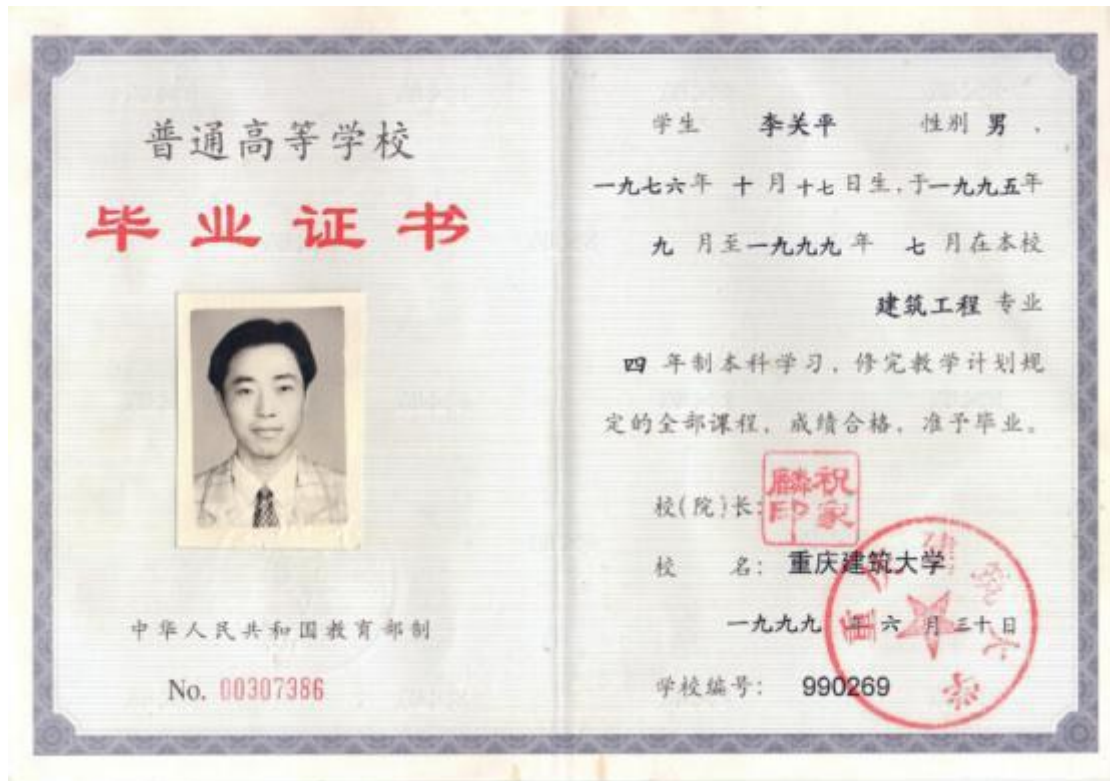 普通高等学校
毕业证书
中华人民共和国教育部制
No. 00307386
学生 李关平 性别 男 ,
一九七六年 十 月 十七 日生,于一九九五年
九 月至一九九九 年 七 月在本校
建筑工程 专业
四 年制本科学习,修完教学计划规
定的全部课程,成绩合格,准予毕业。
校(院)长:
祝家麟印
校 名: 重庆建筑大学
一九九九 年 六 月 三十 日
学校编号: 990269
重庆建筑大学